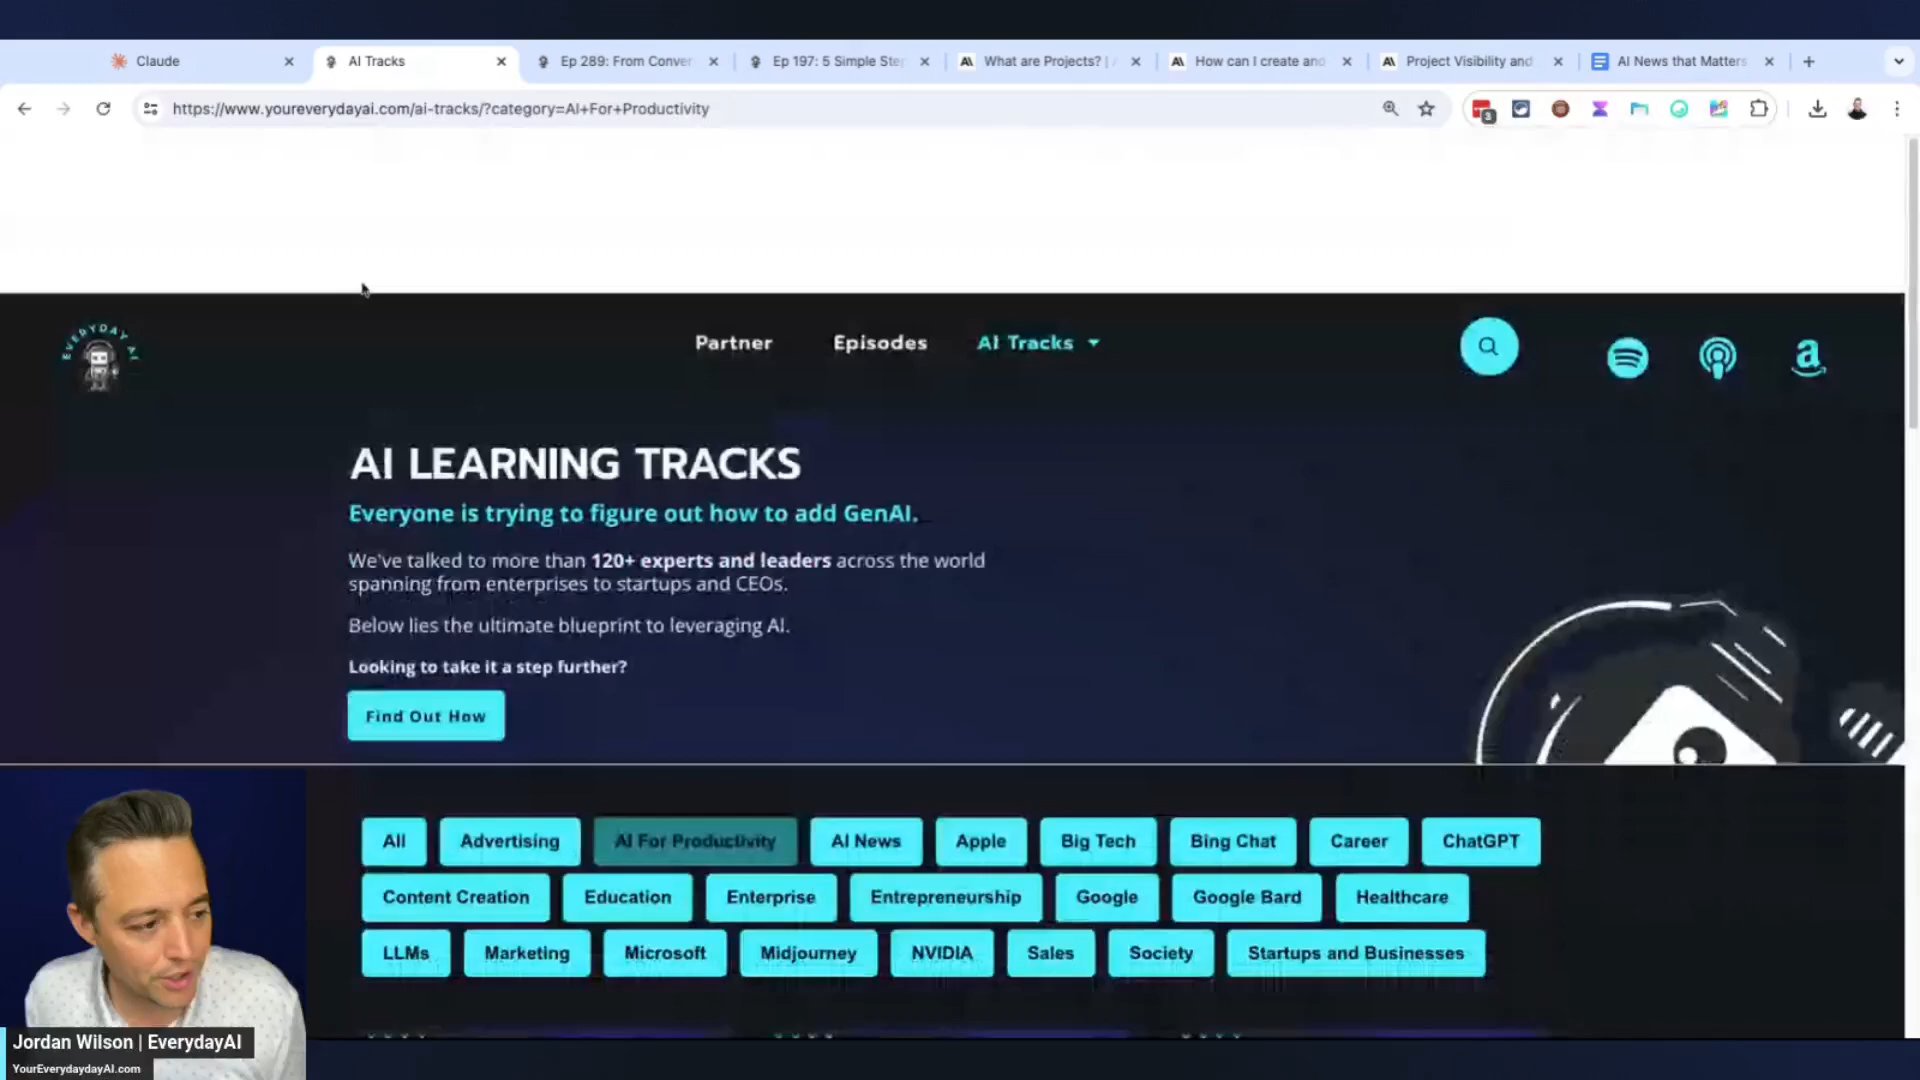 Claude
AI Tracks
Ep 289: From Conver
Ep 197: 5 Simple Ste
What are Projects? |
How can I create and
Project Visibility and
AI News that Matters
https://www.youreverydayai.com/ai-tracks/?category=AI+For+Productivity
3
EVERYDAY AI
Partner
Episodes
AI Tracks
AI LEARNING TRACKS
Everyone is trying to figure out how to add GenAI.
We've talked to more than 120+ experts and leaders across the world
spanning from enterprises to startups and CEOs.
Below lies the ultimate blueprint to leveraging AI.
Looking to take it a step further?
Find Out How
All
Advertising
AI For Productivity
AI News
Apple
Big Tech
Bing Chat
Career
ChatGPT
Content Creation
Education
Enterprise
Entrepreneurship
Google
Google Bard
Healthcare
LLMs
Marketing
Microsoft
Midjourney
NVIDIA
Sales
Society
Startups and Businesses
Jordan Wilson | EverydayAI
YourEverydaydayAI.com